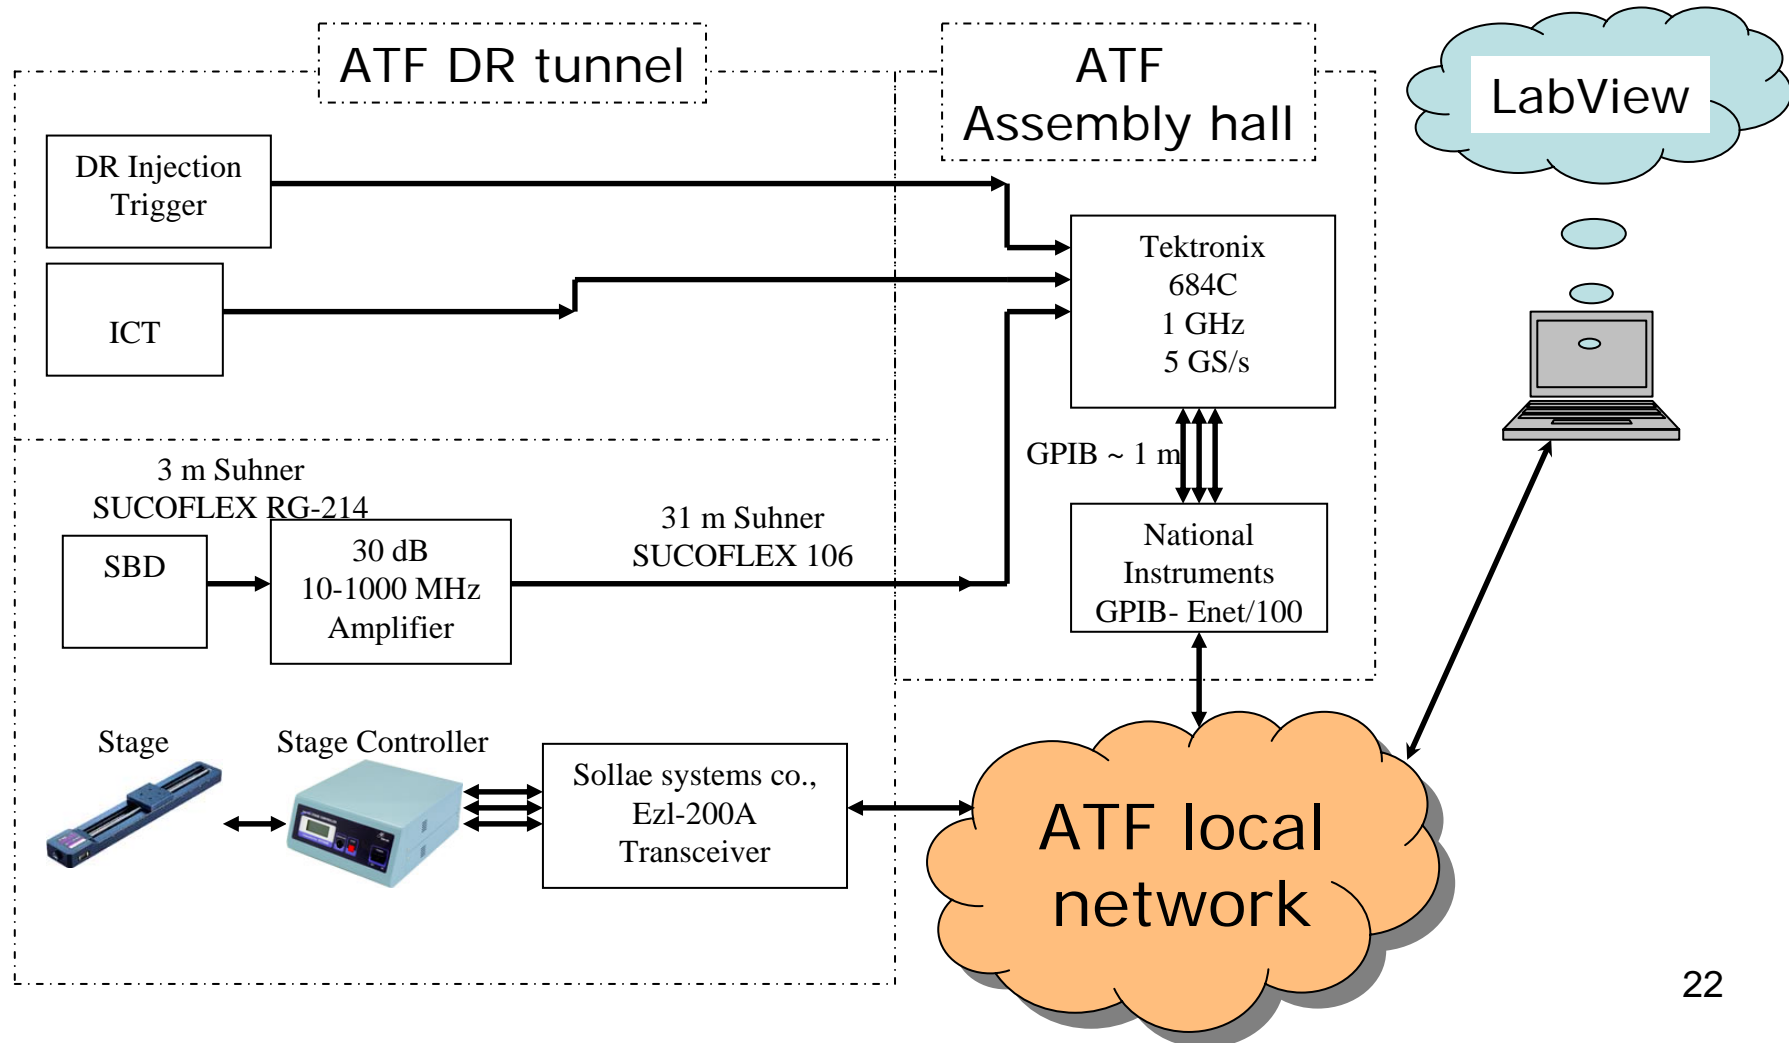 ATF DR tunnel
ATF
Assembly hall
LabView
DR Injection
Trigger
ICT
Tektronix
684C
1 GHz
5 GS/s
GPIB ~ 1 m
3 m Suhner
SUCOFLEX RG-214
SBD
30 dB
10-1000 MHz
Amplifier
31 m Suhner
SUCOFLEX 106
National
Instruments
GPIB- Enet/100
Stage
Stage Controller
Sollae systems co.,
Ezl-200A
Transceiver
ATF local
network
22